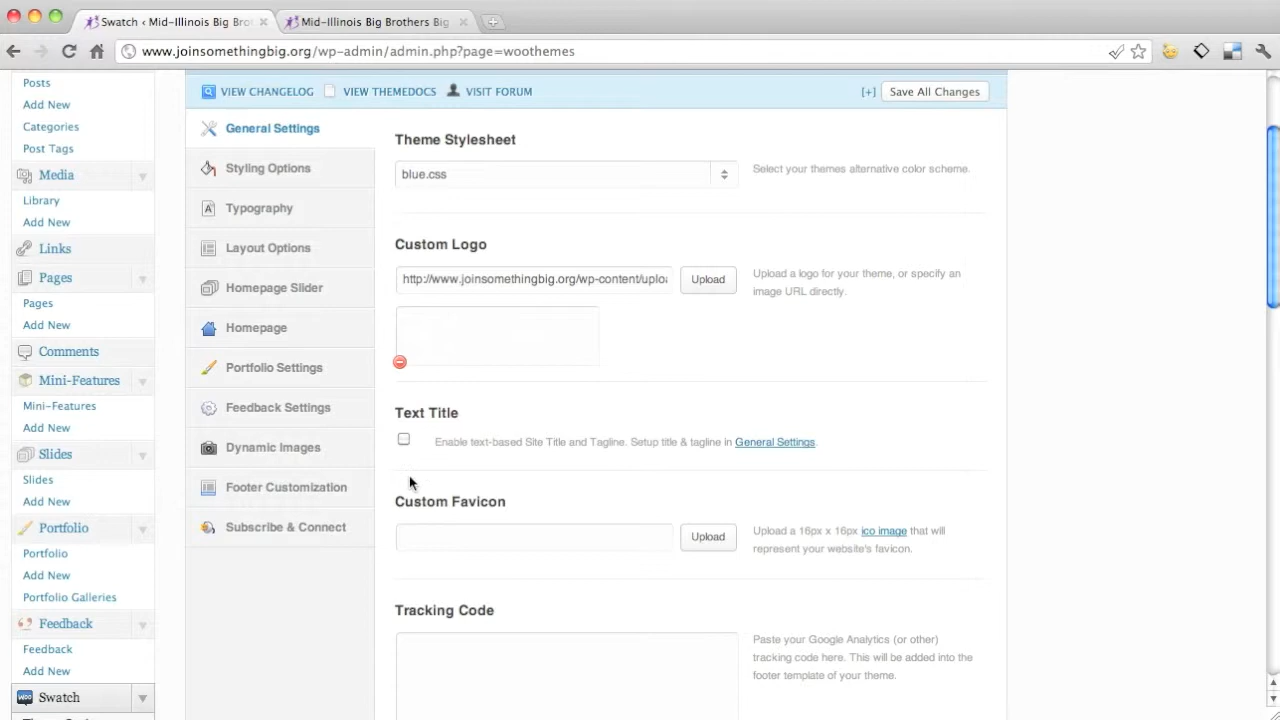 Swatch ‹ Mid-Illinois Big Bro
Mid-Illinois Big Brothers Big
www.joinsomethingbig.org/wp-admin/admin.php?page=woothemes
Posts
Add New
Categories
Post Tags
Media
Library
Add New
Links
Pages
Pages
Add New
Comments
Mini-Features
Mini-Features
Add New
Slides
Slides
Add New
Portfolio
Portfolio
Add New
Portfolio Galleries
Feedback
Feedback
Add New
WOO
Swatch
VIEW CHANGELOG
VIEW THEMEDOCS
VISIT FORUM
[+]
Save All Changes
General Settings
Styling Options
Typography
Layout Options
Homepage Slider
Homepage
Portfolio Settings
Feedback Settings
Dynamic Images
Footer Customization
Subscribe & Connect
Theme Stylesheet
blue.css
Select your themes alternative color scheme.
Custom Logo
http://www.joinsomethingbig.org/wp-content/uploa
Upload
Upload a logo for your theme, or specify an
image URL directly.
Text Title
Enable text-based Site Title and Tagline. Setup title & tagline in General Settings.
Custom Favicon
Upload
Upload a 16px x 16px ico image that will
represent your website's favicon.
Tracking Code
Paste your Google Analytics (or other)
tracking code here. This will be added into the
footer template of your theme.